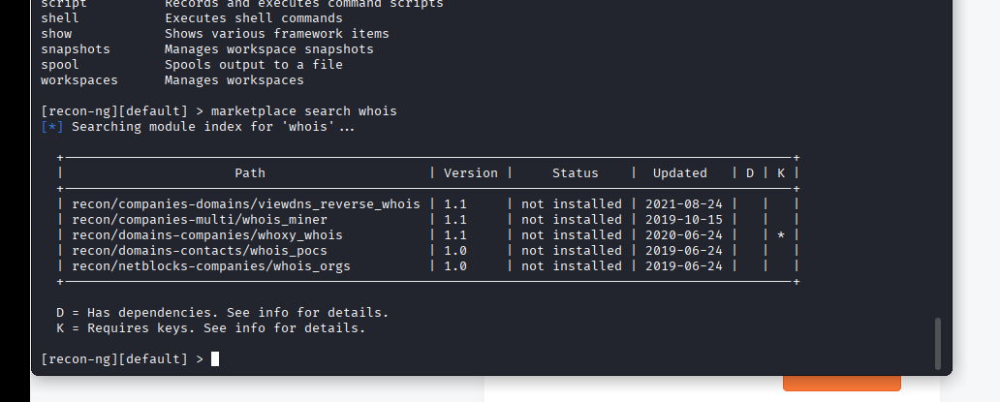 script          Records and executes command scripts
shell           Executes shell commands
show            Shows various framework items
snapshots       Manages workspace snapshots
spool           Spools output to a file
workspaces      Manages workspaces
[recon-ng][default] > marketplace search whois
[*] Searching module index for 'whois'...
| Path | Version | Status | Updated | D | K |
| recon/companies-domains/viewdns_reverse_whois | 1.1 | not installed | 2021-08-24 | | |
| recon/companies-multi/whois_miner | 1.1 | not installed | 2019-10-15 | | |
| recon/domains-companies/whoxy_whois | 1.1 | not installed | 2020-06-24 | | * |
| recon/domains-contacts/whois_pocs | 1.0 | not installed | 2019-06-24 | | |
| recon/netblocks-companies/whois_orgs | 1.0 | not installed | 2019-06-24 | | |
D = Has dependencies. See info for details.
K = Requires keys. See info for details.
[recon-ng][default] >